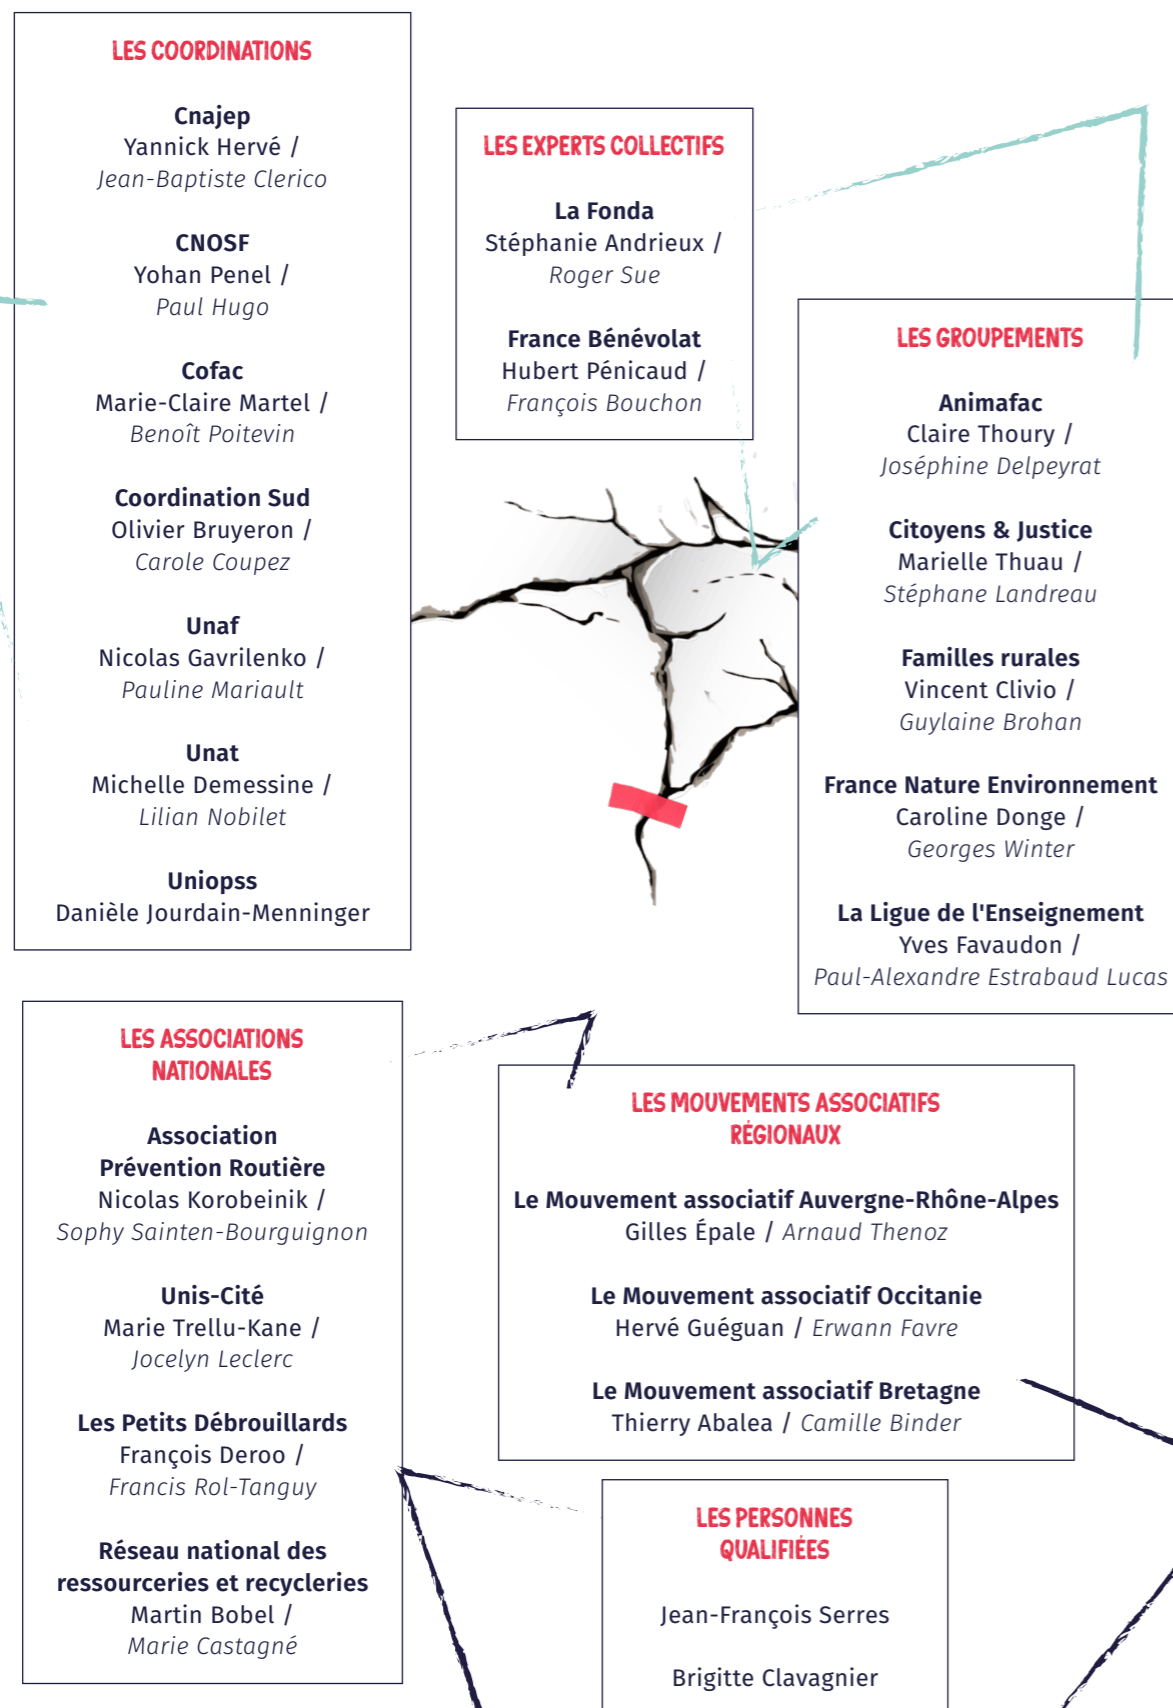 LES COORDINATIONS
Cnajep
Yannick Hervé /
Jean-Baptiste Clerico
CNOSF
Yohan Penel /
Paul Hugo
Cofac
Marie-Claire Martel /
Benoît Poitevin
Coordination Sud
Olivier Bruyeron /
Carole Coupez
Unaf
Nicolas Gavrilenko /
Pauline Mariault
Unat
Michelle Demessine /
Lilian Nobilet
Uniopss
Danièle Jourdain-Menninger
LES EXPERTS COLLECTIFS
La Fonda
Stéphanie Andrieux /
Roger Sue
France Bénévolat
Hubert Pénicaud /
François Bouchon
LES GROUPEMENTS
Animafac
Claire Thoury /
Joséphine Delpeyrat
Citoyens & Justice
Marielle Thuau /
Stéphane Landreau
Familles rurales
Vincent Clivio /
Guylaine Brohan
France Nature Environnement
Caroline Donge /
Georges Winter
La Ligue de l'Enseignement
Yves Favaudon /
Paul-Alexandre Estrabaud Lucas
LES ASSOCIATIONS
NATIONALES
Association
Prévention Routière
Nicolas Korobeinik /
Sophy Sainten-Bourguignon
Unis-Cité
Marie Trellu-Kane /
Jocelyn Leclerc
Les Petits Débrouillards
François Deroo /
Francis Rol-Tanguy
Réseau national des
ressourceries et recycleries
Martin Bobel /
Marie Castagné
LES MOUVEMENTS ASSOCIATIFS
RÉGIONAUX
Le Mouvement associatif Auvergne-Rhône-Alpes
Gilles Épale / Arnaud Thenoz
Le Mouvement associatif Occitanie
Hervé Guéguan / Erwann Favre
Le Mouvement associatif Bretagne
Thierry Abalea / Camille Binder
LES PERSONNES
QUALIFIÉES
Jean-François Serres
Brigitte Clavagnier